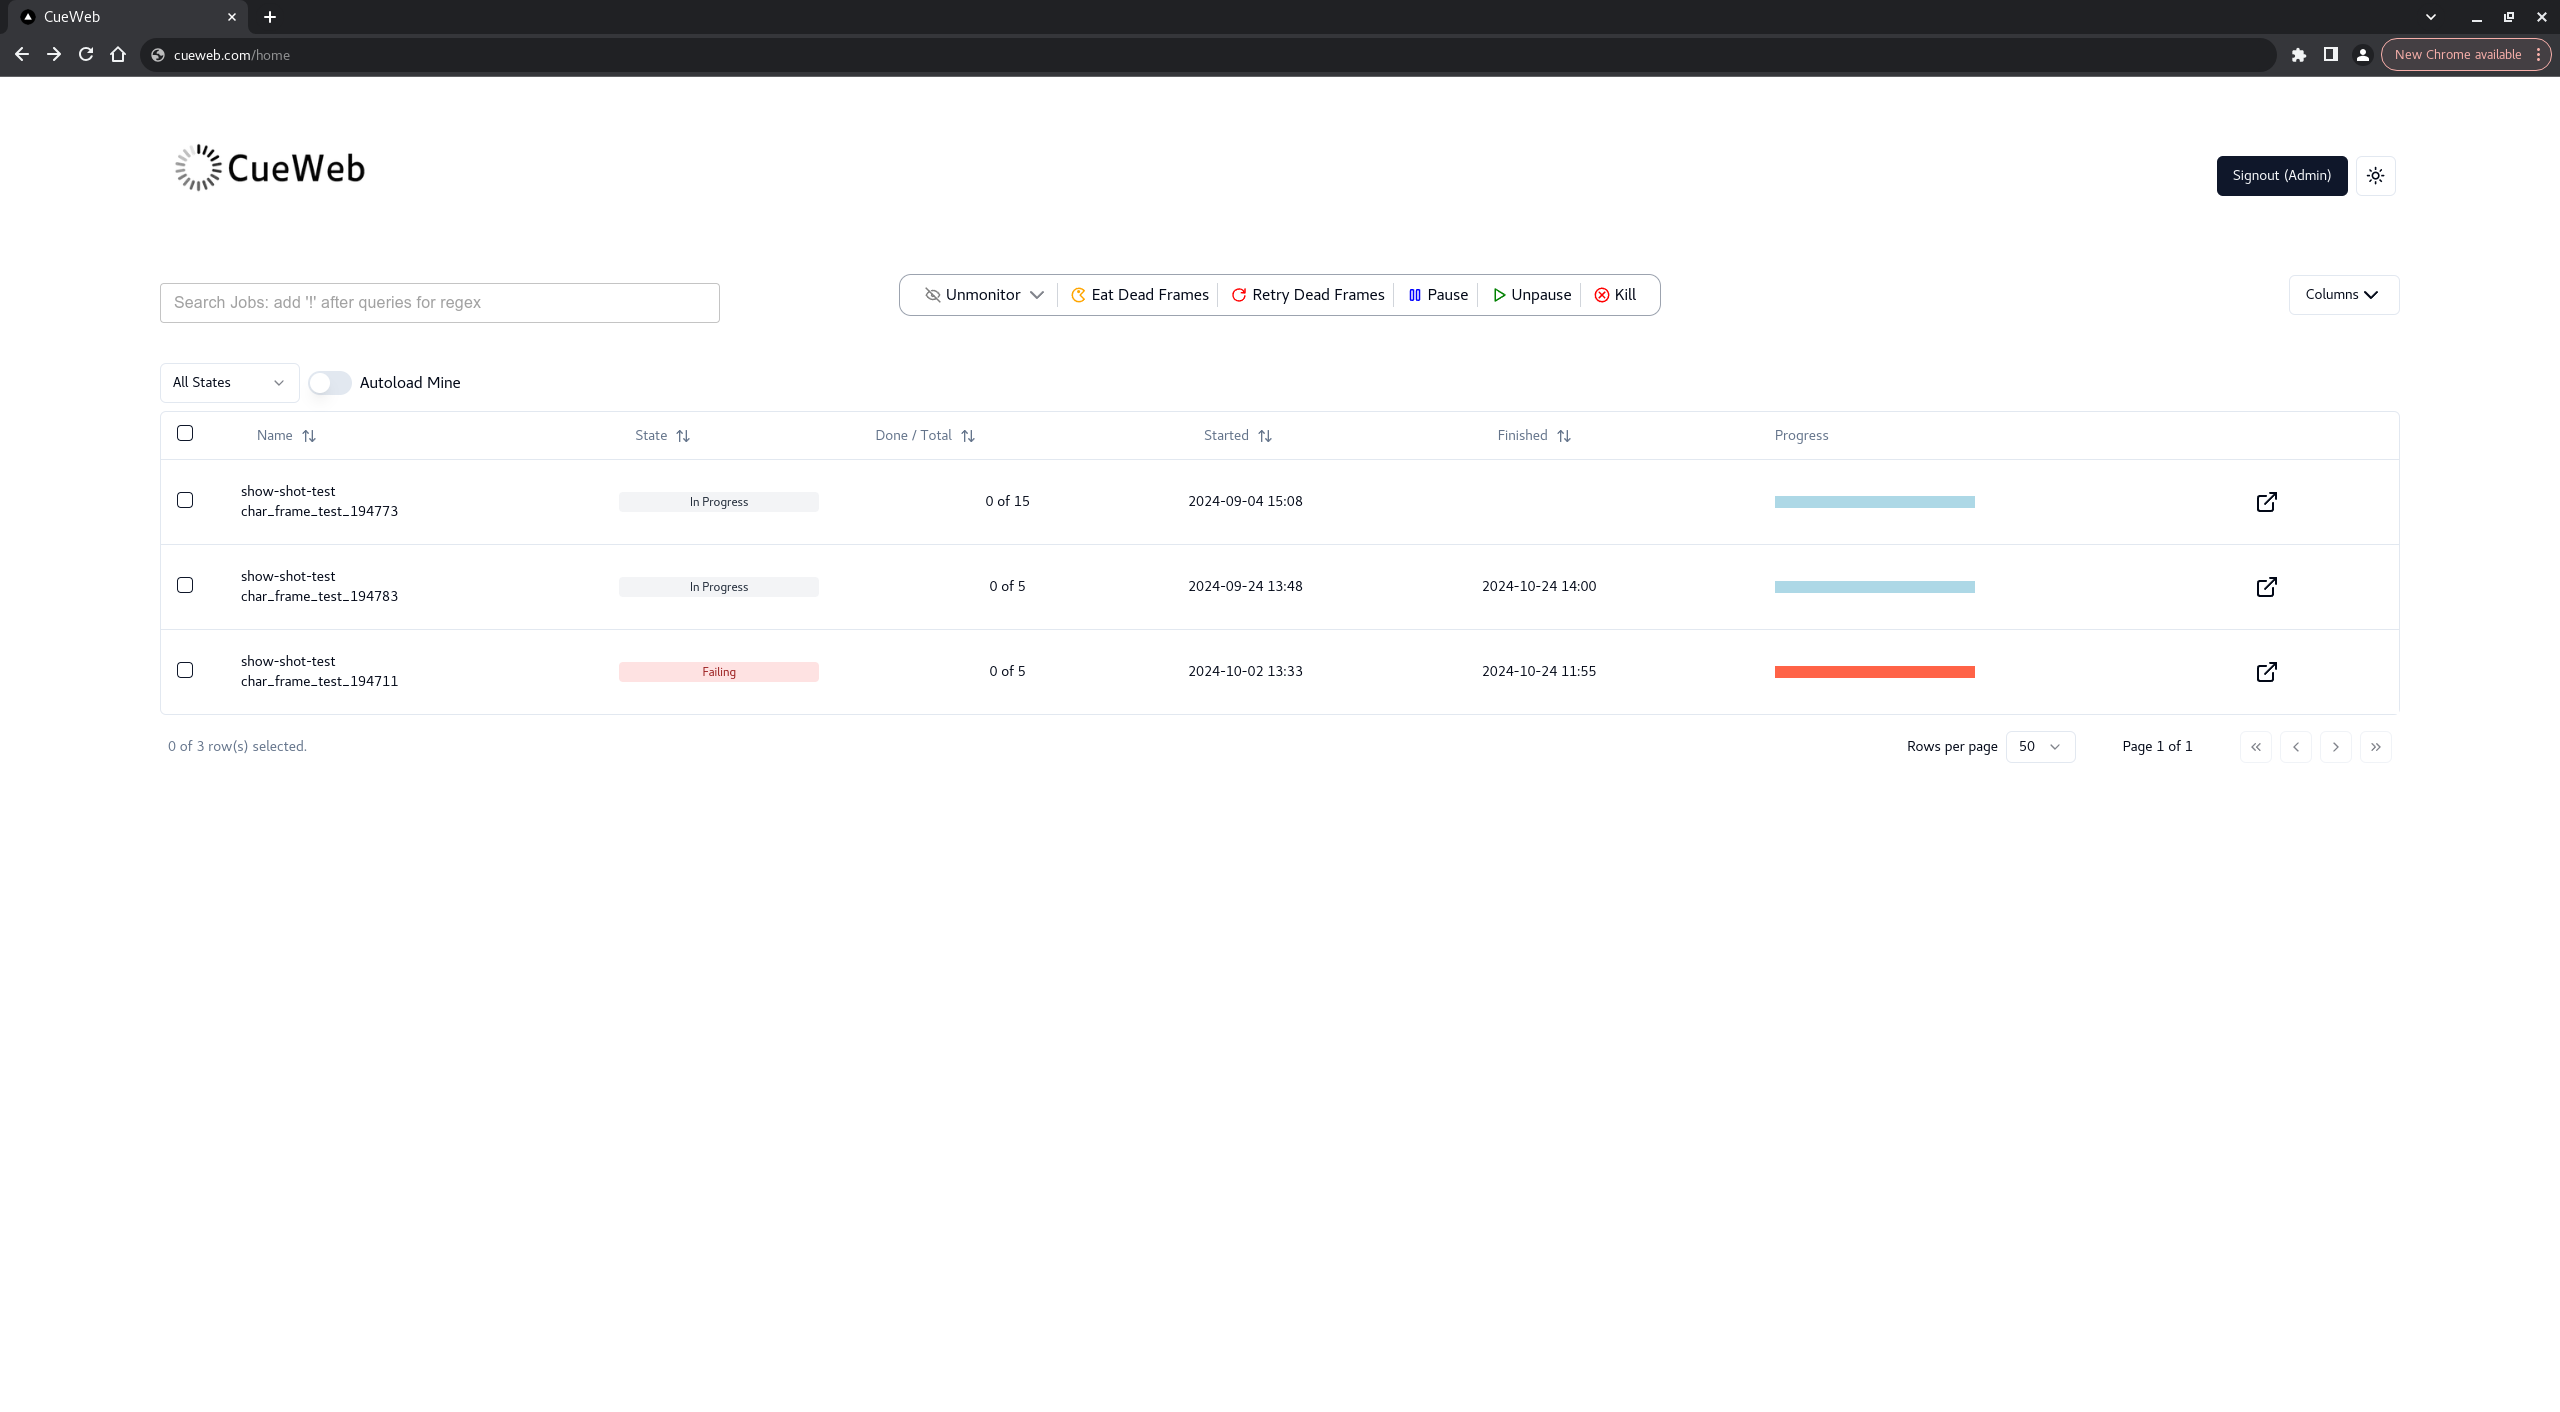 CueWeb
cueweb.com/home
New Chrome available
CueWeb
Signout (Admin)
Search Jobs: add '!' after queries for regex
Unmonitor Eat Dead Frames Retry Dead Frames Pause Unpause Kill
Columns
All States Autoload Mine
Name State Done / Total Started Finished Progress
show-shot-test
char_frame_test_194773
In Progress 0 of 15 2024-09-04 15:08
show-shot-test
char_frame_test_194783
In Progress 0 of 5 2024-09-24 13:48 2024-10-24 14:00
show-shot-test
char_frame_test_194711
Failing 0 of 5 2024-10-02 13:33 2024-10-24 11:55
0 of 3 row(s) selected.
Rows per page 50 Page 1 of 1